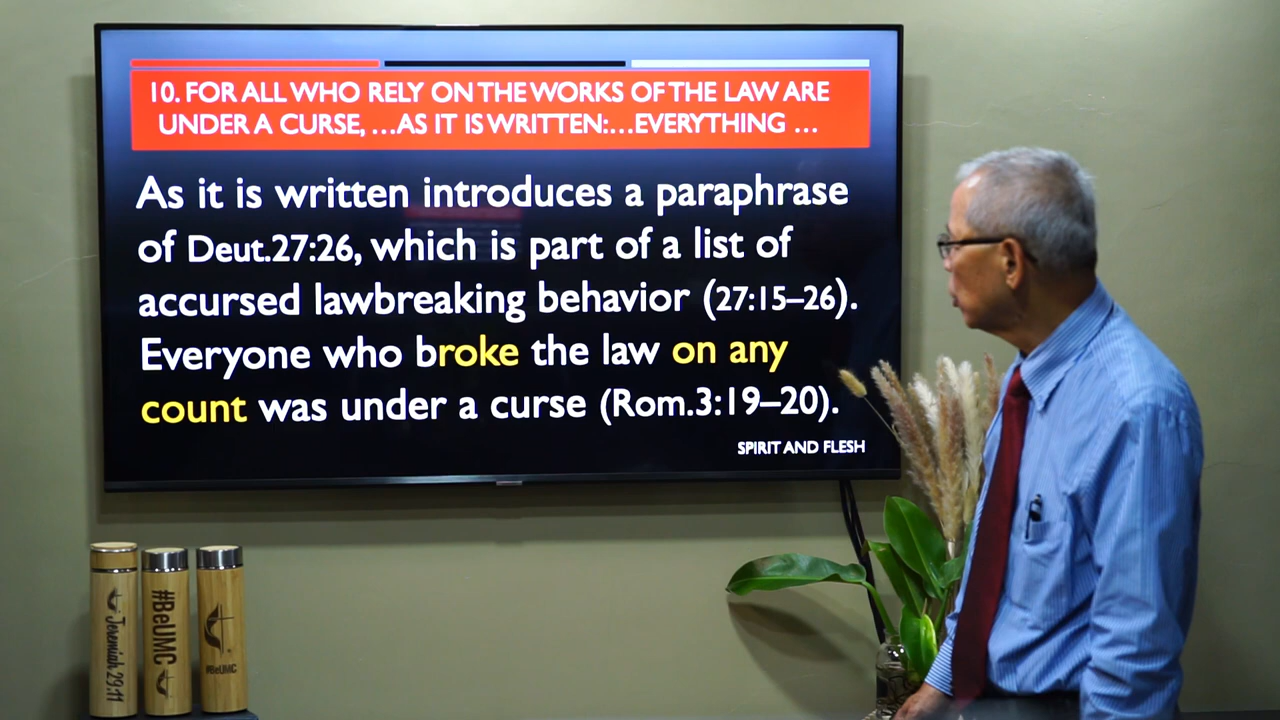 10. FOR ALL WHO RELY ON THE WORKS OF THE LAW ARE
UNDER A CURSE, ...AS IT IS WRITTEN:...EVERYTHING ...
As it is written introduces a paraphrase
of Deut.27:26, which is part of a list of
accursed lawbreaking behavior (27:15–26).
Everyone who broke the law on any
count was under a curse (Rom.3:19–20).
SPIRIT AND FLESH
Jeremiah 29:11
#BeUMC
#BeUMC